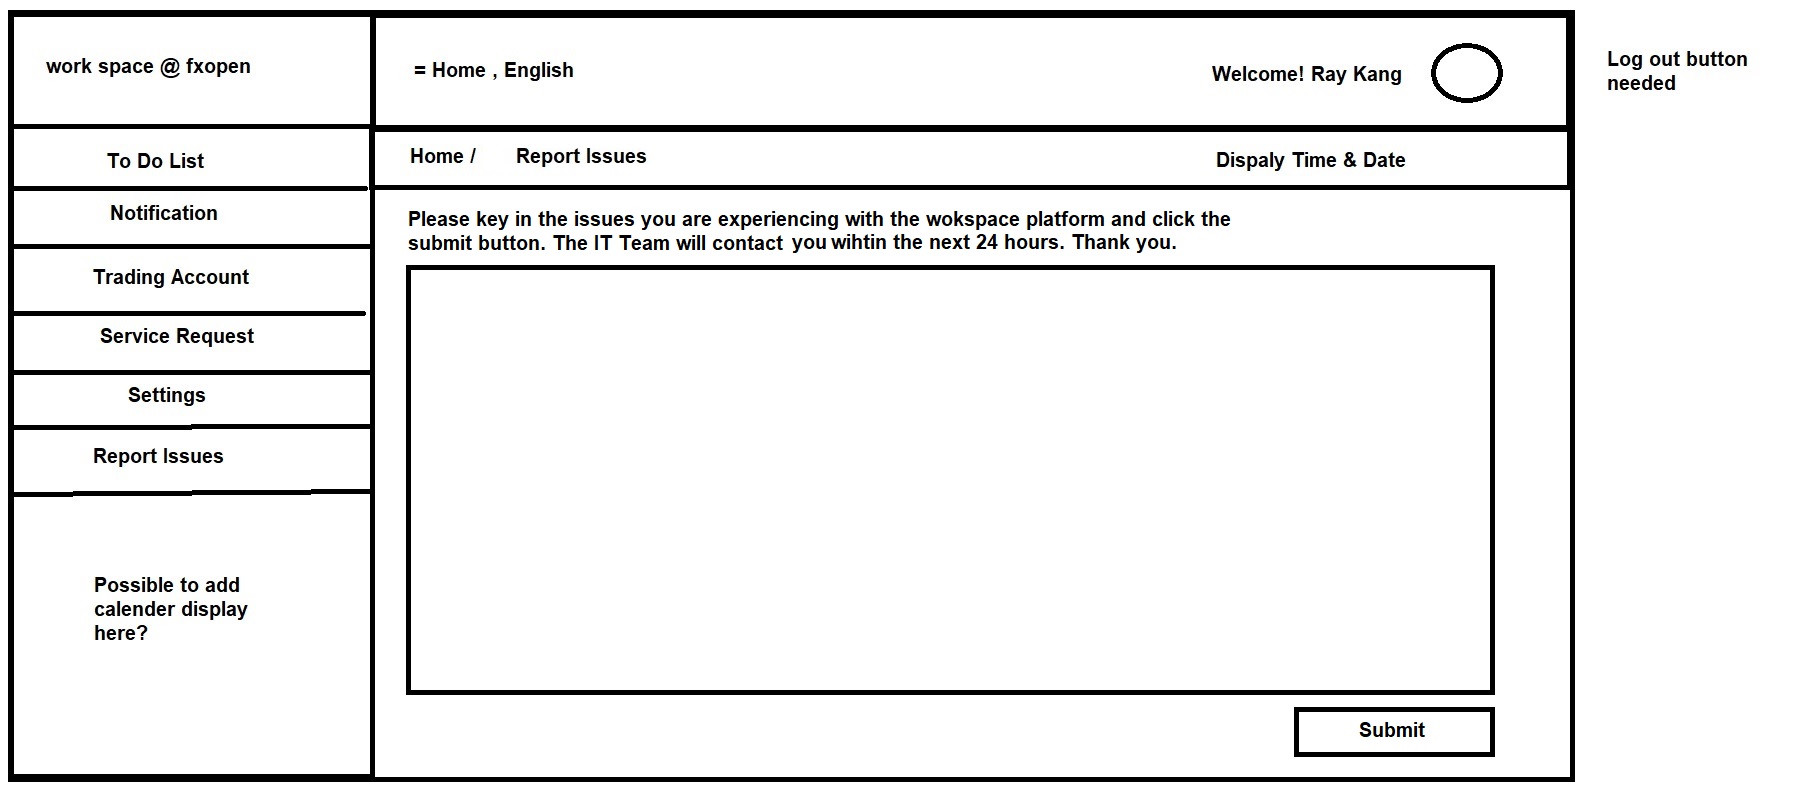 work space @ fxopen
= Home , English
Welcome! Ray Kang
Log out button
needed
To Do List
Notification
Trading Account
Service Request
Settings
Report Issues
Possible to add
calender display
here?
Home /
Report Issues
Dispaly Time & Date
Please key in the issues you are experiencing with the wokspace platform and click the
submit button. The IT Team will contact you wihtin the next 24 hours. Thank you.
Submit